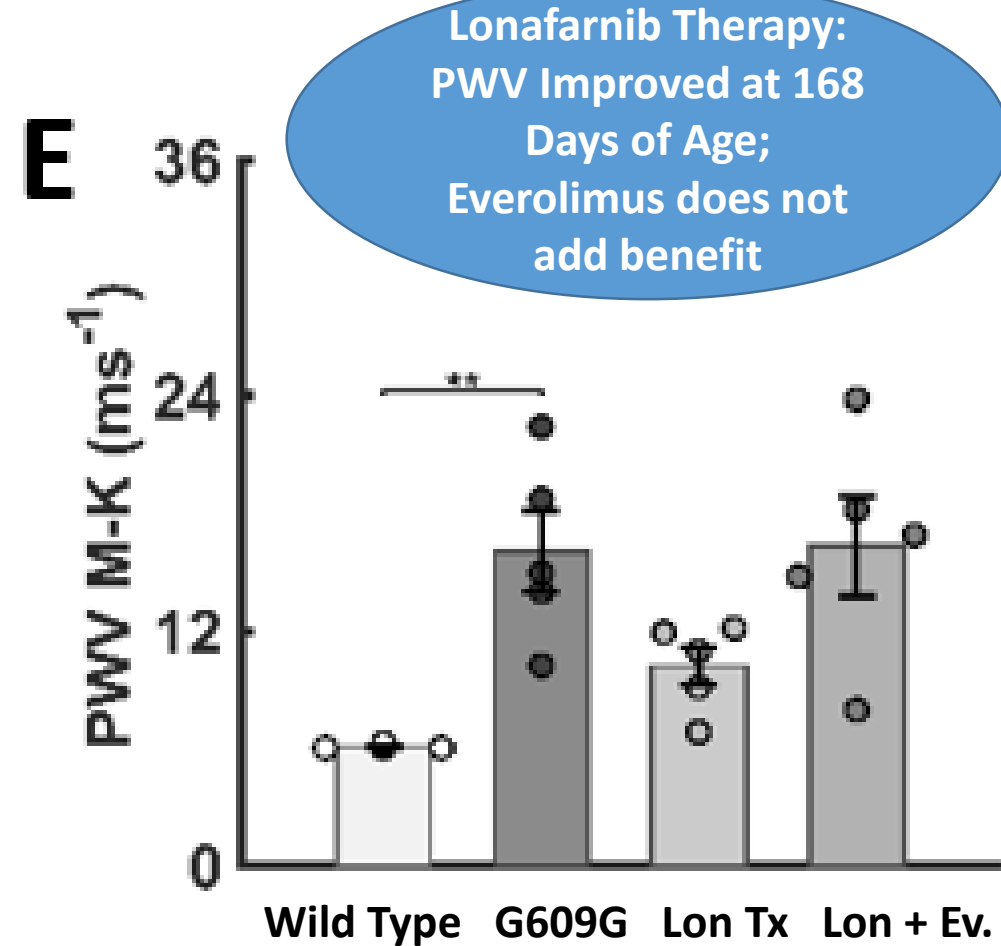 Lonafarnib Therapy:
PWV Improved at 168
Days of Age;
Everolimus does not
add benefit
E
36
24
12
0
PWV M-K (ms⁻¹)
**
Wild Type G609G Lon Tx Lon + Ev.